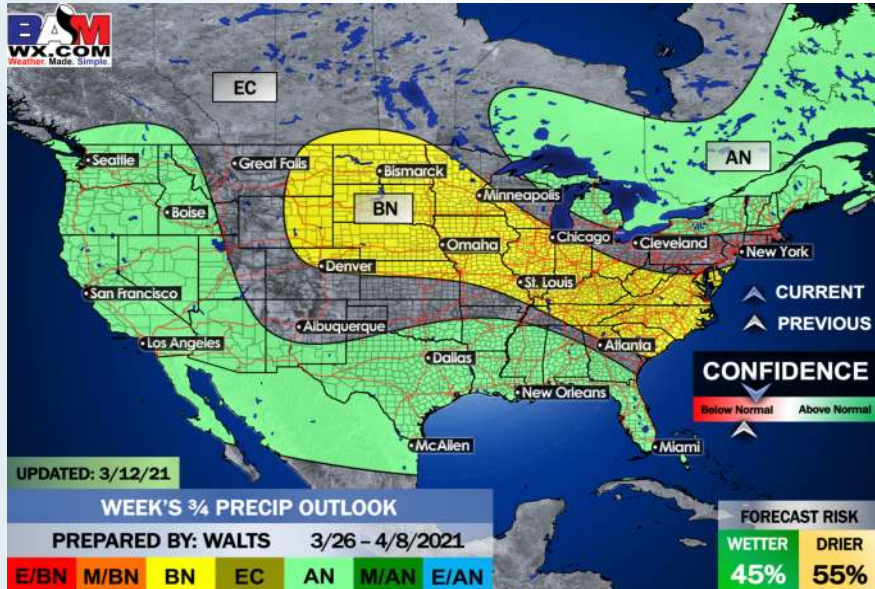 BAM
WX.COM
Weather. Made. Simple.
EC
AN
Seattle
Great Falls
Bismarck
Minneapolis
Boise
BN
Omaha
Chicago
Cleveland
New York
Denver
St. Louis
San Francisco
CURRENT
PREVIOUS
Albuquerque
Los Angeles
Atlanta
Dallas
CONFIDENCE
Below Normal Above Normal
New Orleans
McAllen
Miami
UPDATED: 3/12/21
WEEK'S ¾ PRECIP OUTLOOK
PREPARED BY: WALTS 3/26 – 4/8/2021
E/BN M/BN BN EC AN M/AN E/AN
FORECAST RISK
WETTER DRIER
45% 55%